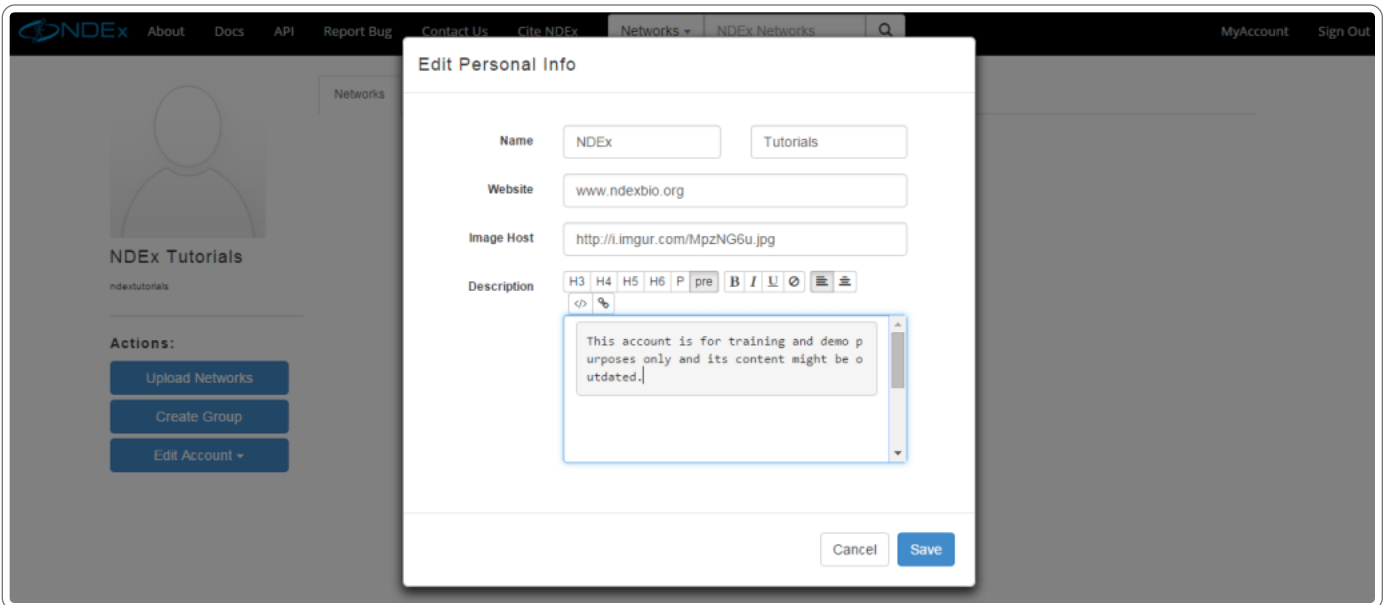 NDEx About Docs API Report Bug Contact Us Cite NDEx Networks NDEx Networks MyAccount Sign Out
Edit Personal Info
Networks
Name NDEx Tutorials
Website www.ndexbio.org
Image Host http://i.imgur.com/MpzNG6u.jpg
NDEx Tutorials
ndextutorials
Description H3 H4 H5 H6 P pre B I U
</>
This account is for training and demo p
urposes only and its content might be o
utdated.
Actions:
Upload Networks
Create Group
Edit Account
Cancel Save